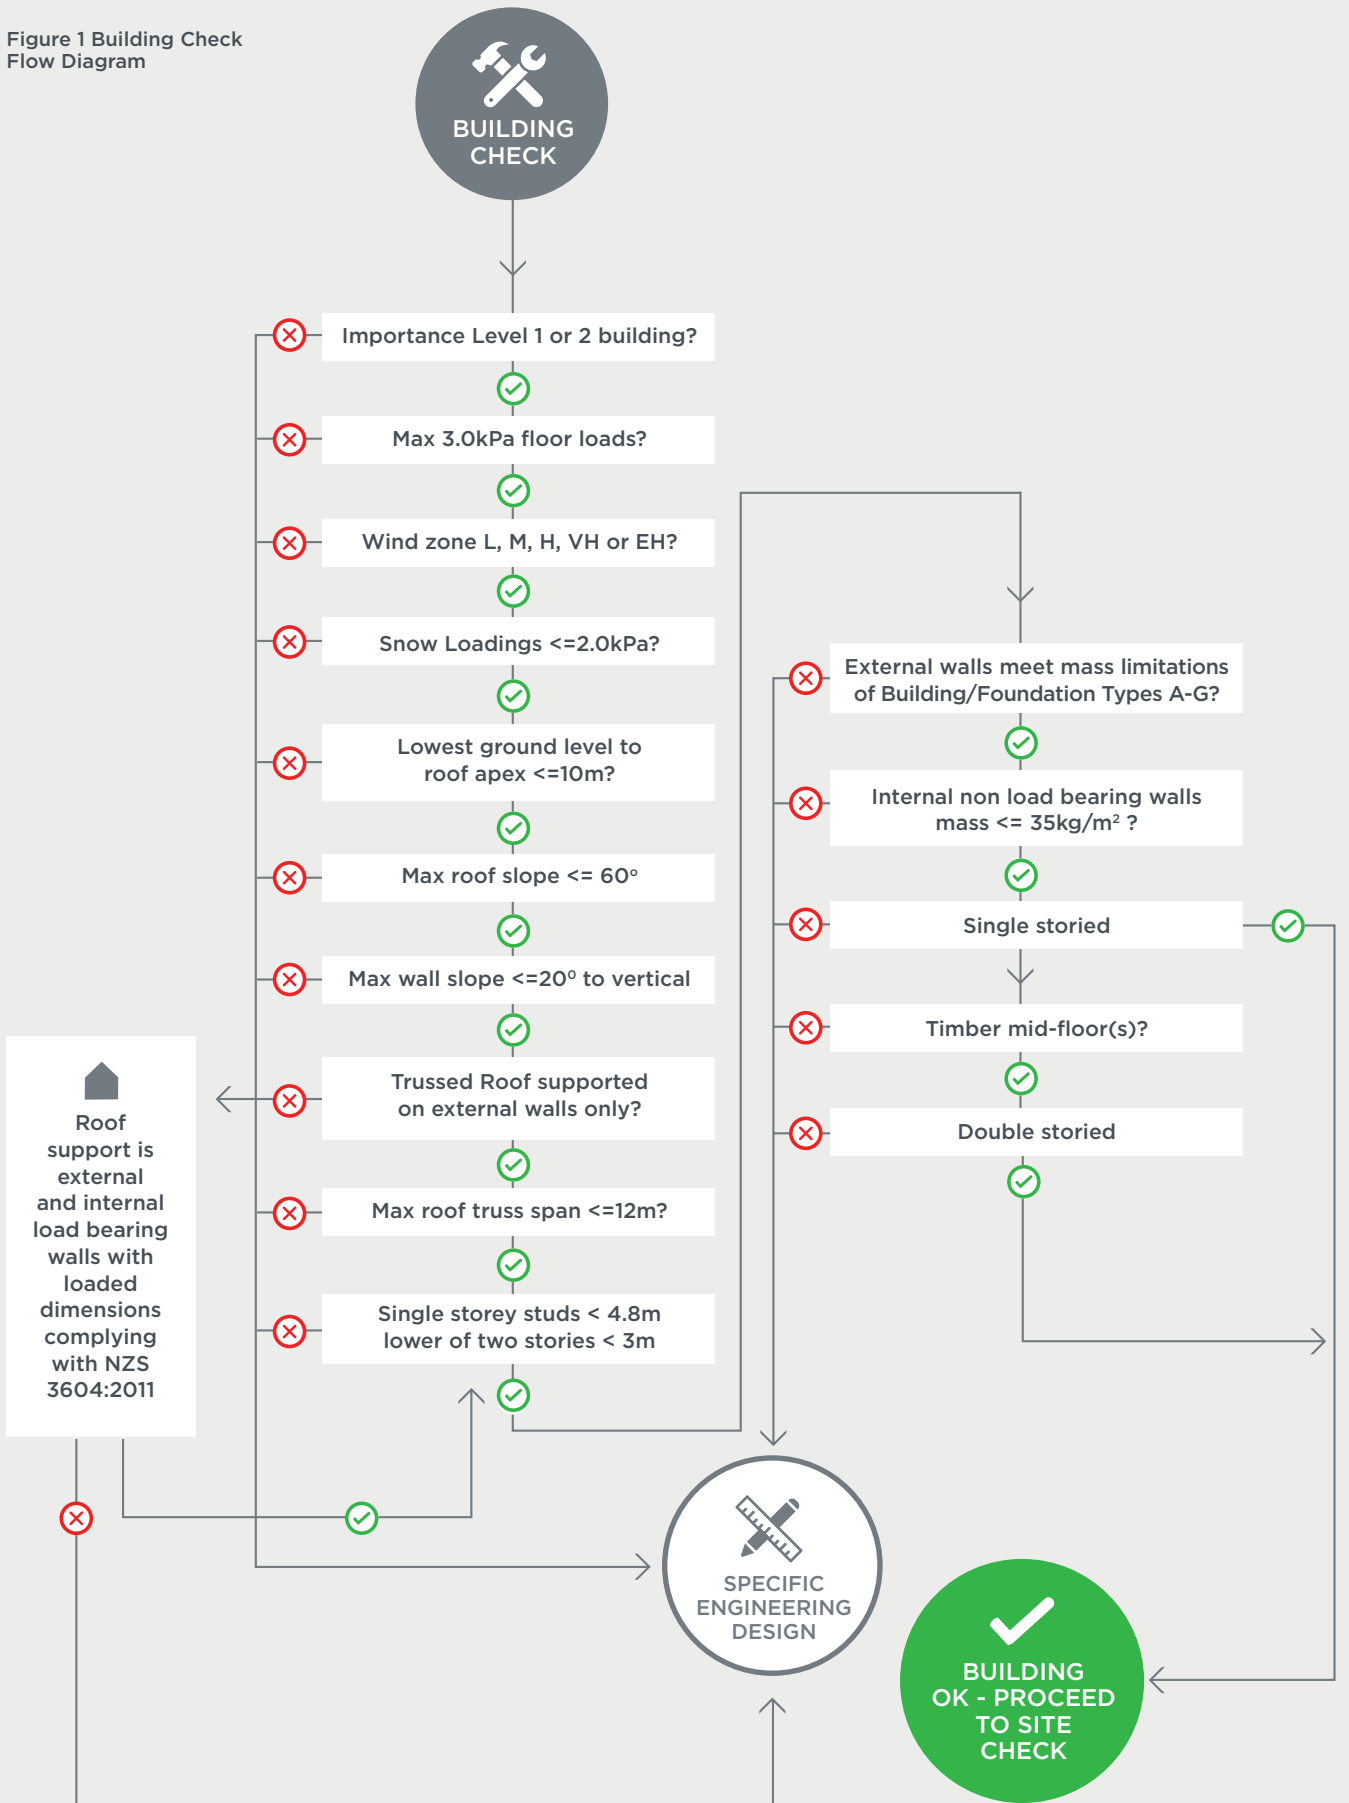 Figure 1 Building Check
Flow Diagram
BUILDING
CHECK
Importance Level 1 or 2 building?
Max 3.0kPa floor loads?
Wind zone L, M, H, VH or EH?
Snow Loadings <=2.0kPa?
Lowest ground level to
roof apex <=10m?
Max roof slope <= 60°
Max wall slope <=20° to vertical
Trussed Roof supported
on external walls only?
Max roof truss span <=12m?
Single storey studs < 4.8m
lower of two stories < 3m
Roof
support is
external
and internal
load bearing
walls with
loaded
dimensions
complying
with NZS
3604:2011
External walls meet mass limitations
of Building/Foundation Types A-G?
Internal non load bearing walls
mass <= 35kg/m² ?
Single storied
Timber mid-floor(s)?
Double storied
SPECIFIC
ENGINEERING
DESIGN
BUILDING
OK - PROCEED
TO SITE
CHECK